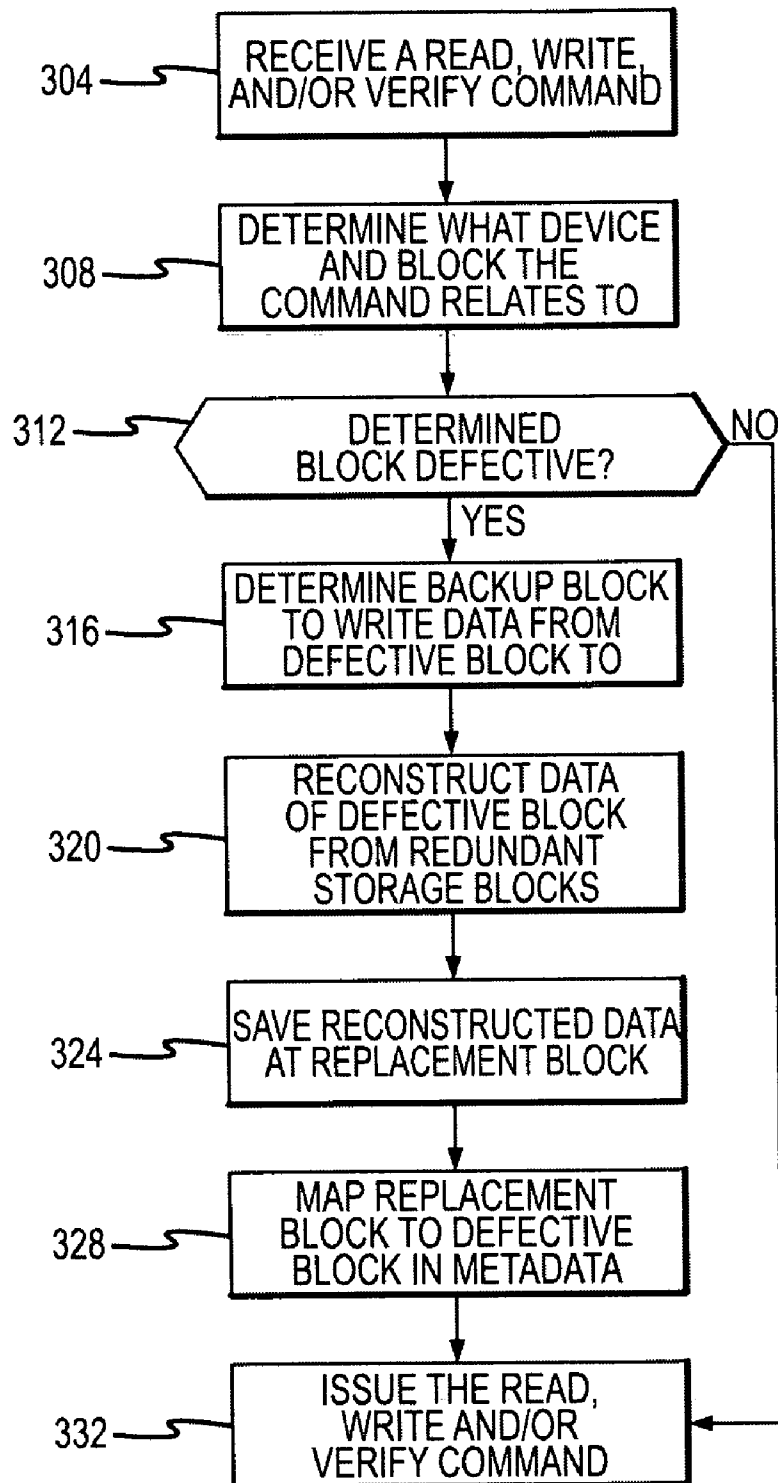 304
RECEIVE A READ, WRITE,
AND/OR VERIFY COMMAND
308
DETERMINE WHAT DEVICE
AND BLOCK THE
COMMAND RELATES TO
312
DETERMINED
BLOCK DEFECTIVE?
NO
YES
316
DETERMINE BACKUP BLOCK
TO WRITE DATA FROM
DEFECTIVE BLOCK TO
320
RECONSTRUCT DATA
OF DEFECTIVE BLOCK
FROM REDUNDANT
STORAGE BLOCKS
324
SAVE RECONSTRUCTED DATA
AT REPLACEMENT BLOCK
328
MAP REPLACEMENT
BLOCK TO DEFECTIVE
BLOCK IN METADATA
332
ISSUE THE READ,
WRITE AND/OR
VERIFY COMMAND